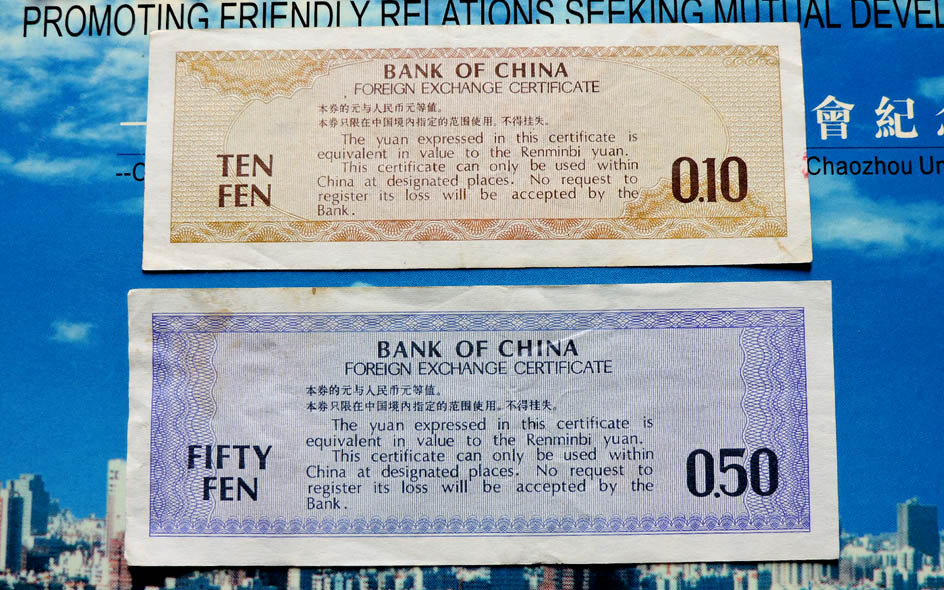 PROMOTING FRIENDLY RELATIONS SEEKING MUTUAL DEVEL
BANK OF CHINA
FOREIGN EXCHANGE CERTIFICATE
本券的元与人民币元等值。
本券只限在中国境内指定的范围使用。不得挂失。
The yuan expressed in this certificate is
equivalent in value to the Renminbi yuan.
This certificate can only be used within
China at designated places. No request to
register its loss will be accepted by the
Bank.
TEN
FEN
0.10
會紀
--C
Chaozhou Un
BANK OF CHINA
FOREIGN EXCHANGE CERTIFICATE
本券的元与人民币元等值。
本券只限在中国境内指定的范围使用。不得挂失。
The yuan expressed in this certificate is
equivalent in value to the Renminbi yuan.
This certificate can only be used within
China at designated places. No request to
register its loss will be accepted by the
Bank.
FIFTY
FEN
0.50